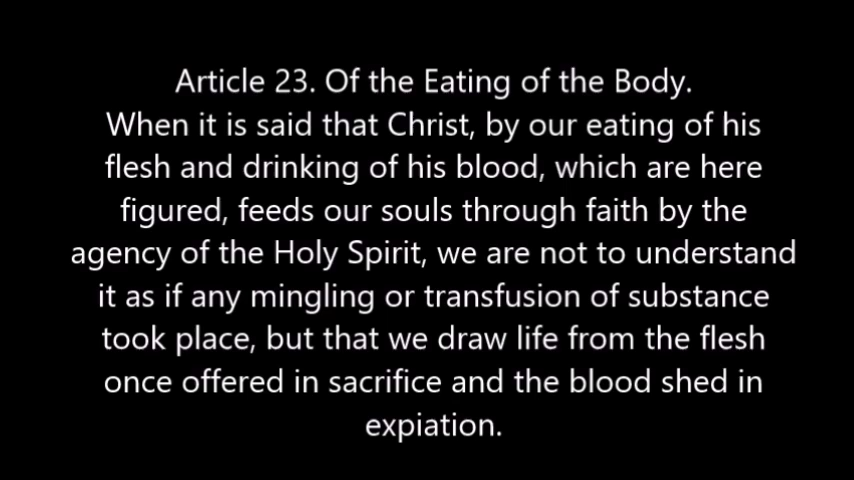 Article 23. Of the Eating of the Body.
When it is said that Christ, by our eating of his
flesh and drinking of his blood, which are here
figured, feeds our souls through faith by the
agency of the Holy Spirit, we are not to understand
it as if any mingling or transfusion of substance
took place, but that we draw life from the flesh
once offered in sacrifice and the blood shed in
expiation.